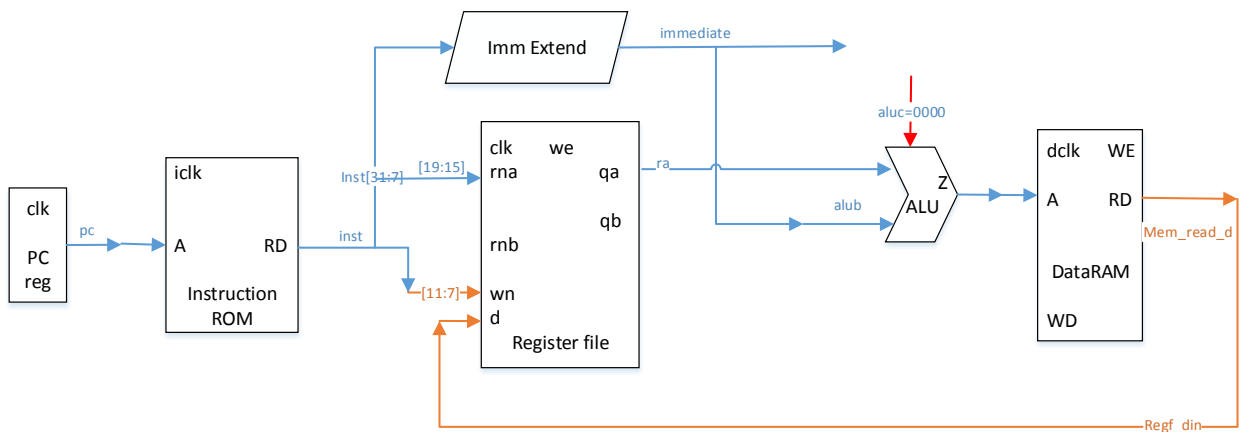 Imm Extend
immediate
aluc=0000
clk
PC
reg
pc
iclk
A
RD
Instruction
ROM
inst
Inst[31:7]
[19:15]
[11:7]
clk
we
rna
qa
qb
rnb
wn
d
Register file
ra
alub
Z
ALU
dclk
WE
A
RD
DataRAM
WD
Mem_read_d
Regf_din